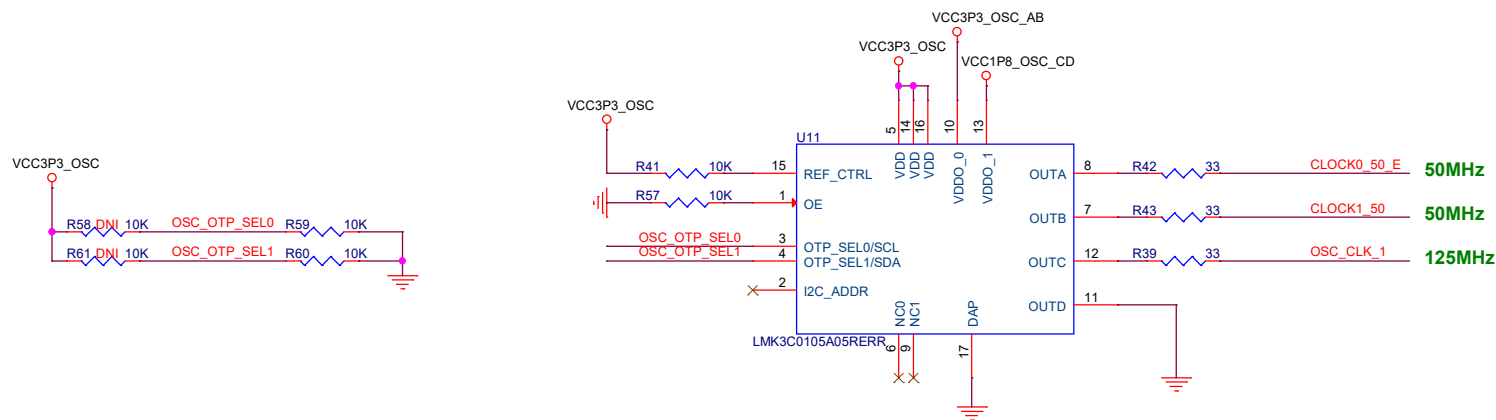 VCC3P3_OSC_AB
VCC3P3_OSC
VCC1P8_OSC_CD
VCC3P3_OSC
U11
5 14 16 10 13
VDD VDD VDD VDDO_0 VDDO_1
R41 10K 15 REF_CTRL
OUTA 8 R42 33 CLOCK0_50_E 50MHz
R57 10K 1 OE
OUTB 7 R43 33 CLOCK1_50 50MHz
VCC3P3_OSC
R58 DNI 10K OSC_OTP_SEL0 R59 10K
R61 DNI 10K OSC_OTP_SEL1 R60 10K
OSC_OTP_SEL0 3 OTP_SEL0/SCL
OSC_OTP_SEL1 4 OTP_SEL1/SDA
OUTC 12 R39 33 OSC_CLK_1 125MHz
2 I2C_ADDR
OUTD 11
NC0 NC1 DAP
LMK3C0105A05RERR
6 9 17